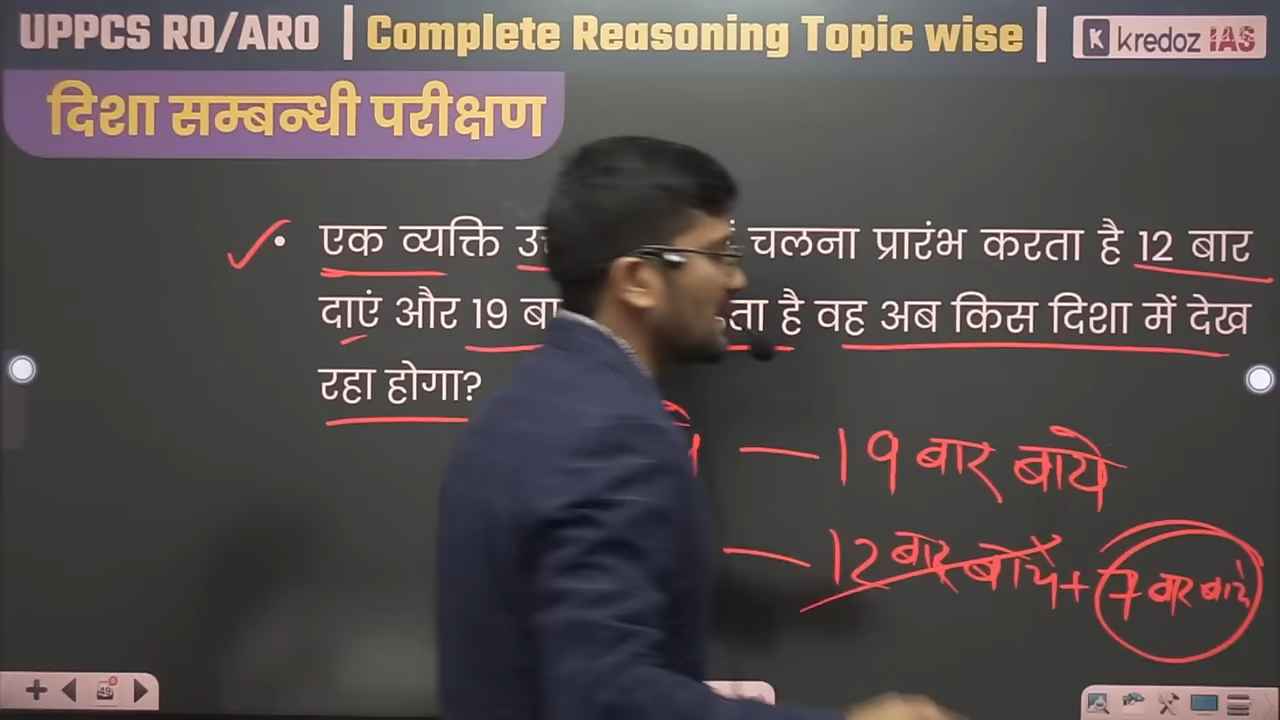 UPPCS RO/ARO | Complete Reasoning Topic wise |
K kredoz IAS
दिशा सम्बन्धी परीक्षण
एक व्यक्ति चलना प्रारंभ करता है 12 बार
दाएं और 19 है वह अब किस दिशा में देख
रहा होगा?
— 19 बार बाये
— 12 बार बाये + 7 बार बाये
49